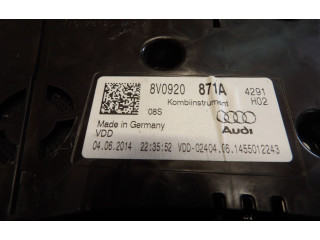 8V0920 871A 4291
Kombiinstrument H02
08S
Made in Germany
VDD Audi
04.06.2014 22:35:52 VDD-02404.06.1455012243